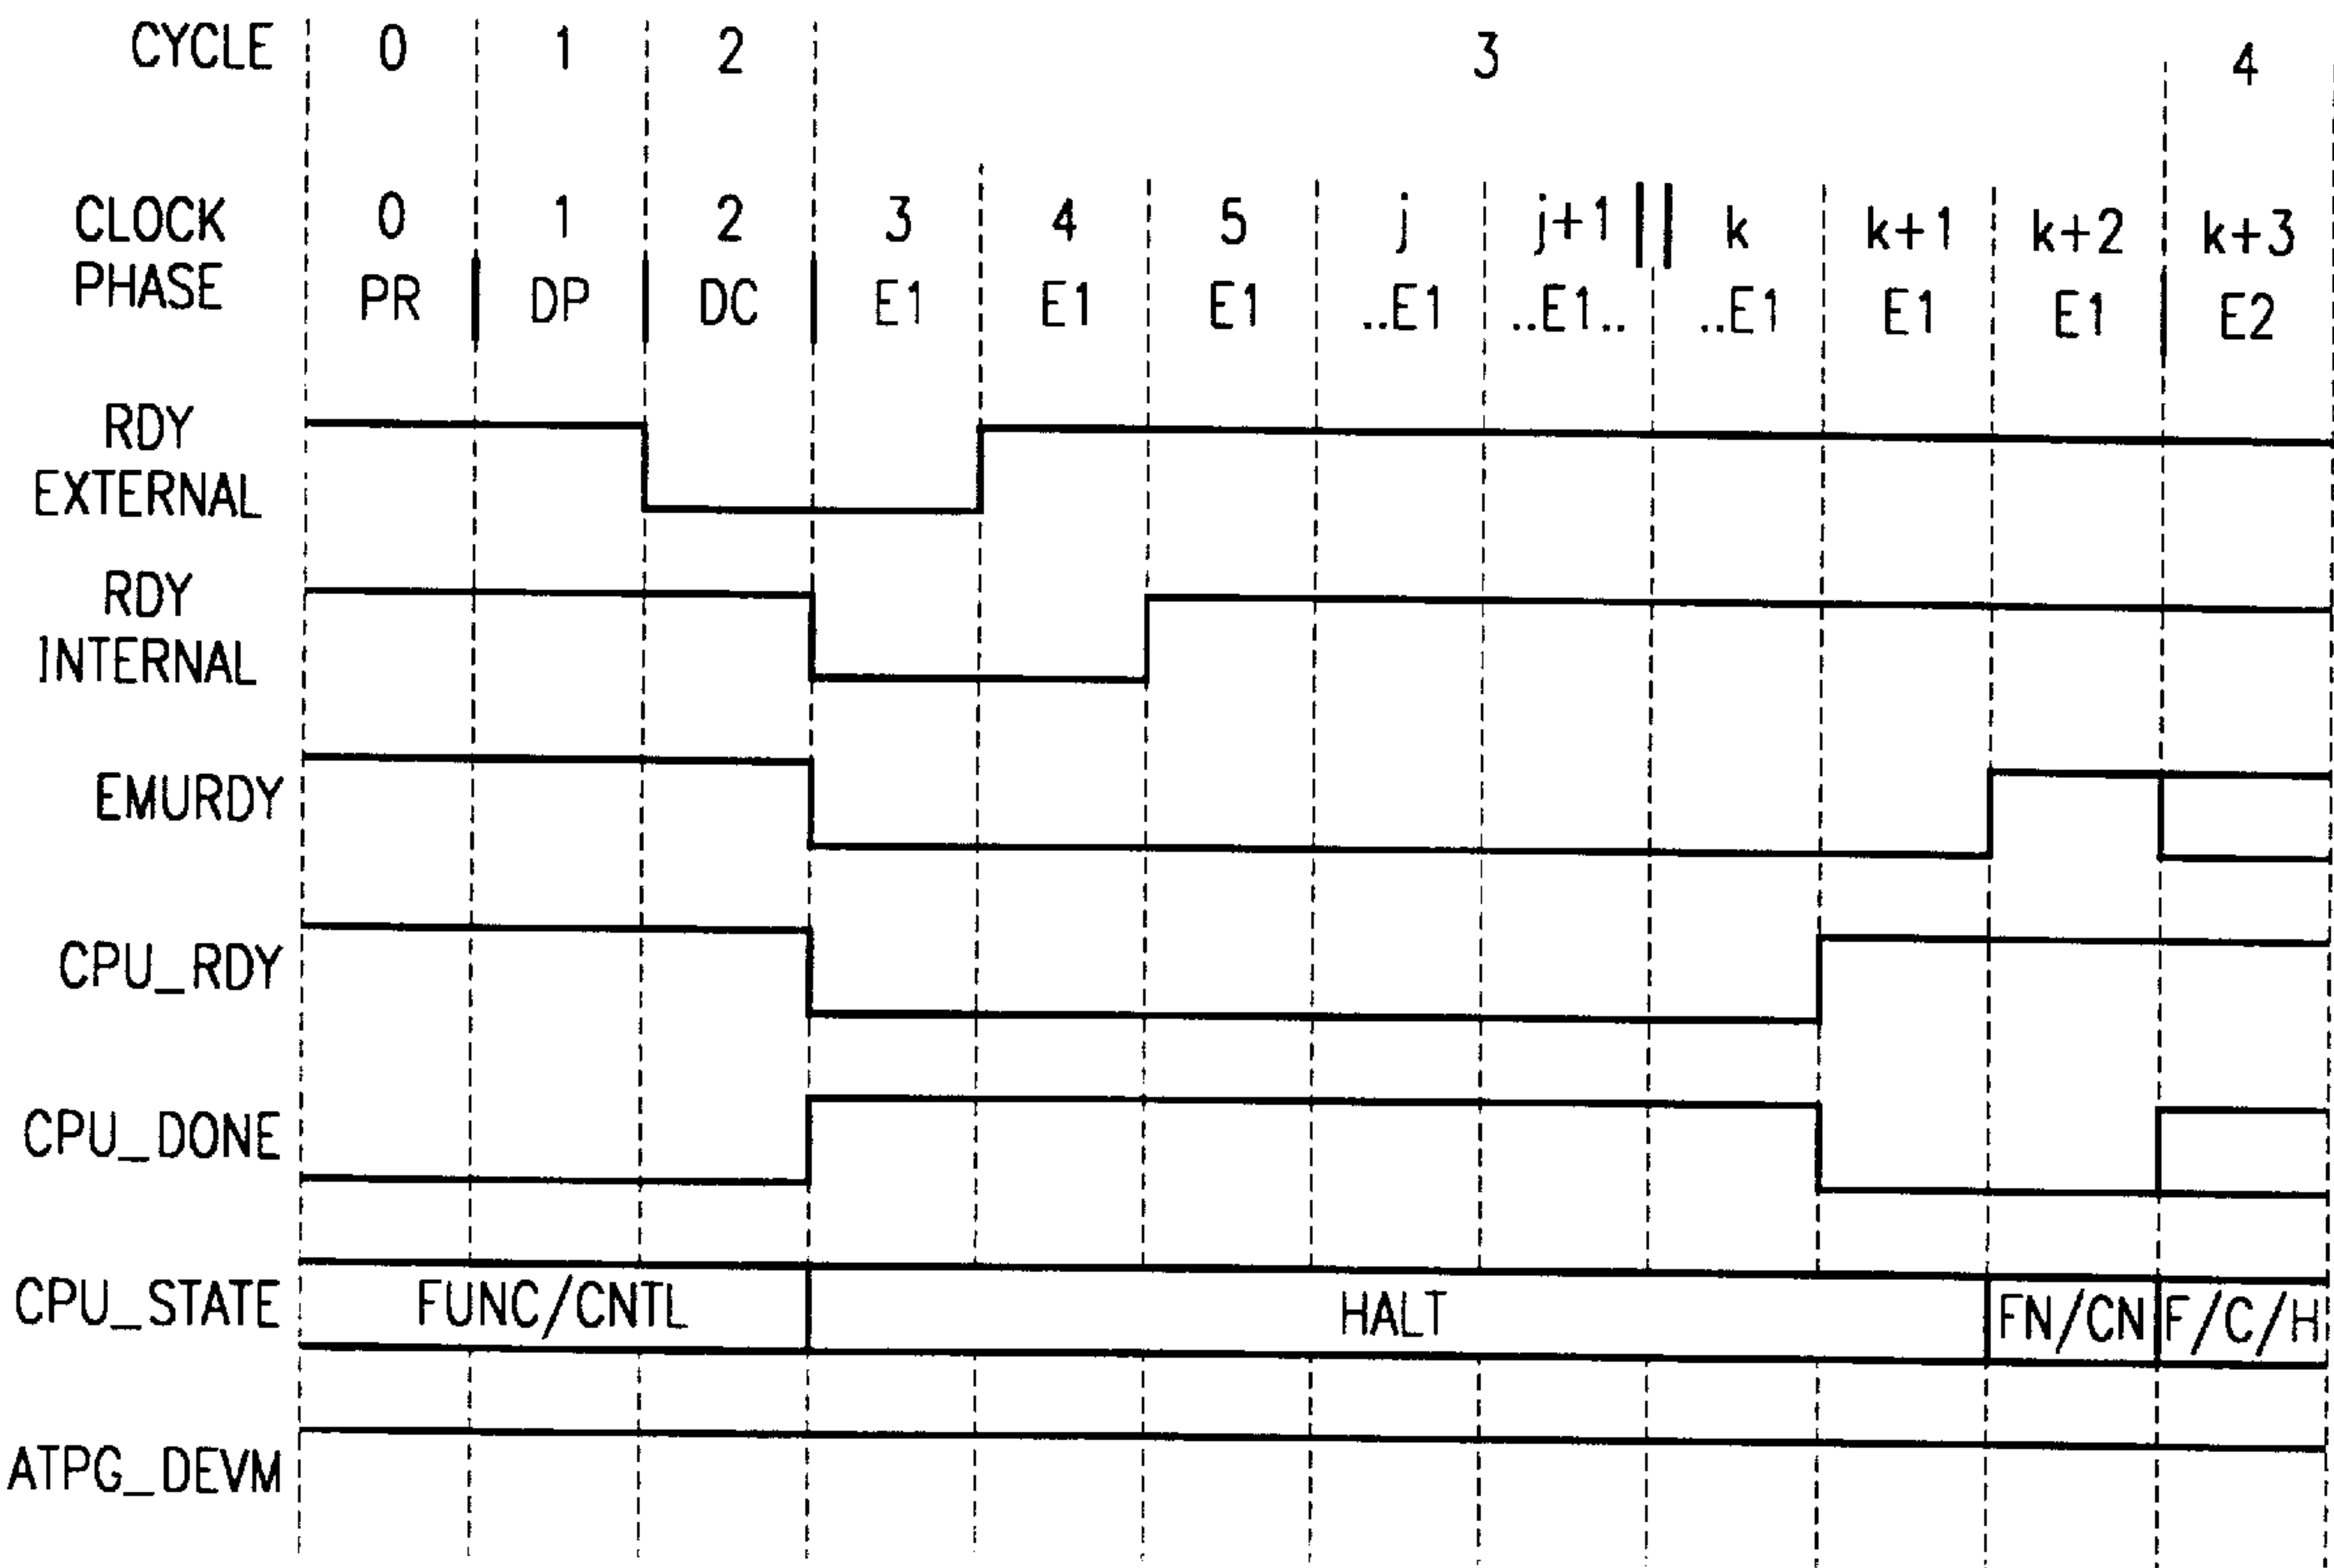 CYCLE 0 1 2 3 4
CLOCK 0 1 2 3 4 5 j j+1 k k+1 k+2 k+3
PHASE PR DP DC E1 E1 E1 ..E1 ..E1.. ..E1 E1 E1 E2
RDY
EXTERNAL
RDY
INTERNAL
EMURDY
CPU_RDY
CPU_DONE
CPU_STATE FUNC/CNTL HALT FN/CN F/C/H
ATPG_DEVM